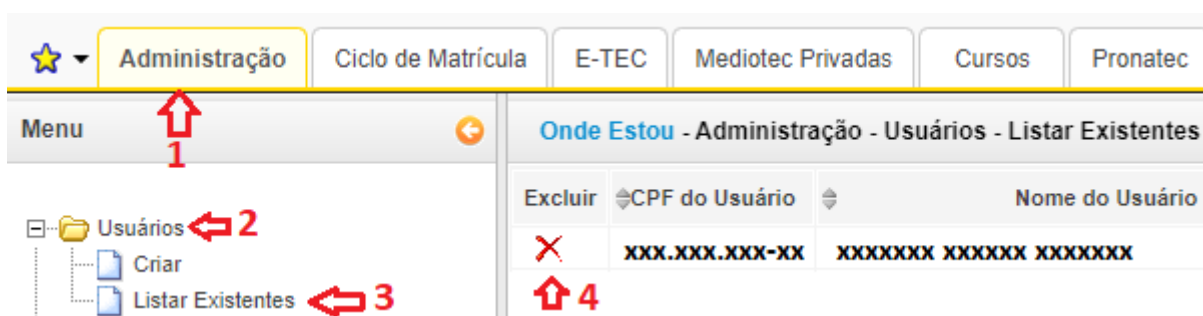 Administração Ciclo de Matrícula E-TEC Mediotec Privadas Cursos Pronatec
Menu
1
Onde Estou - Administração - Usuários - Listar Existentes
Excluir CPF do Usuário Nome do Usuário
Usuários 2
Criar
Listar Existentes 3
xxx.xxx.xxx-xx xxxxxxx xxxxxx xxxxxxx
4